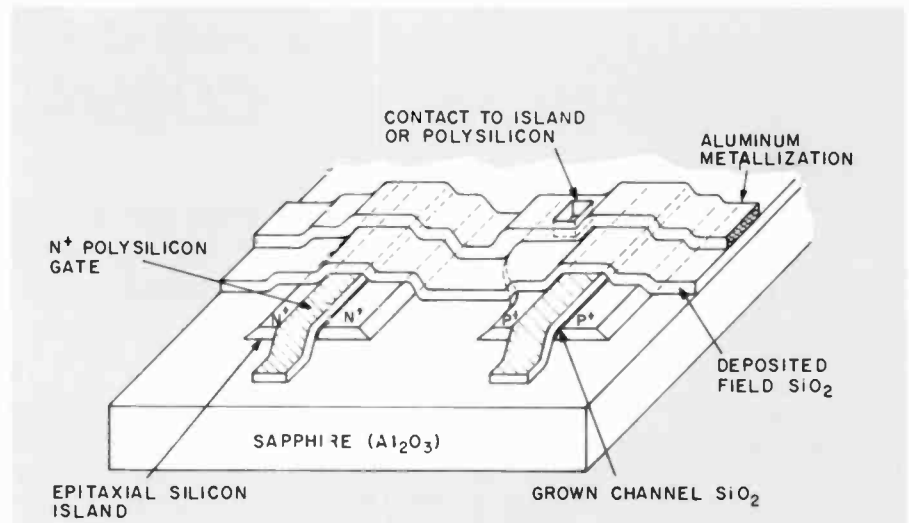 CONTACT TO ISLAND
OR POLYSILICON
ALUMINUM
METALLIZATION
N⁺ POLYSILICON
GATE
N⁺
N⁺
P⁺
P⁺
DEPOSITED
FIELD SiO₂
SAPPHIRE (Al₂O₃)
EPITAXIAL SILICON
ISLAND
GROWN CHANNEL SiO₂